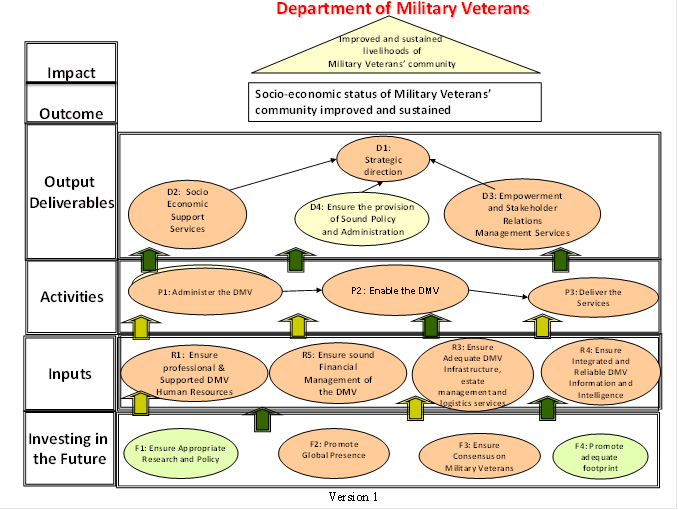 Department of Military Veterans
Improved and sustained
livelihoods of
Military Veterans' community
Impact
Socio-economic status of Military Veterans'
community improved and sustained
Outcome
Output
Deliverables
D1:
Strategic
direction
D2: Socio
Economic
Support
Services
D4: Ensure the provision
of Sound Policy
and Administration
D3: Empowerment
and Stakeholder
Relations
Management Services
Activities
P1: Administer the DMV
P2: Enable the DMV
P3: Deliver the
Services
Inputs
R1: Ensure
professional &
Supported DMV
Human Resources
R5: Ensure sound
Financial
Management of
the DMV
R3: Ensure
Adequate DMV
Infrastructure,
estate
management and
logistics services
R4: Ensure
Integrated and
Reliable DMV
Information and
Intelligence
Investing in
the Future
F1: Ensure Appropriate
Research and Policy
F2: Promote
Global Presence
F3: Ensure
Consensus on
Military Veterans
F4: Promote
adequate
footprint
Version 1